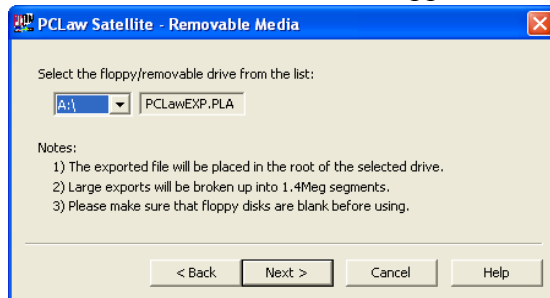 PCLaw Satellite - Removable Media
Select the floppy/removable drive from the list:
A:\ PCLawEXP.PLA
Notes:
1) The exported file will be placed in the root of the selected drive.
2) Large exports will be broken up into 1.4Meg segments.
3) Please make sure that floppy disks are blank before using.
< Back Next > Cancel Help